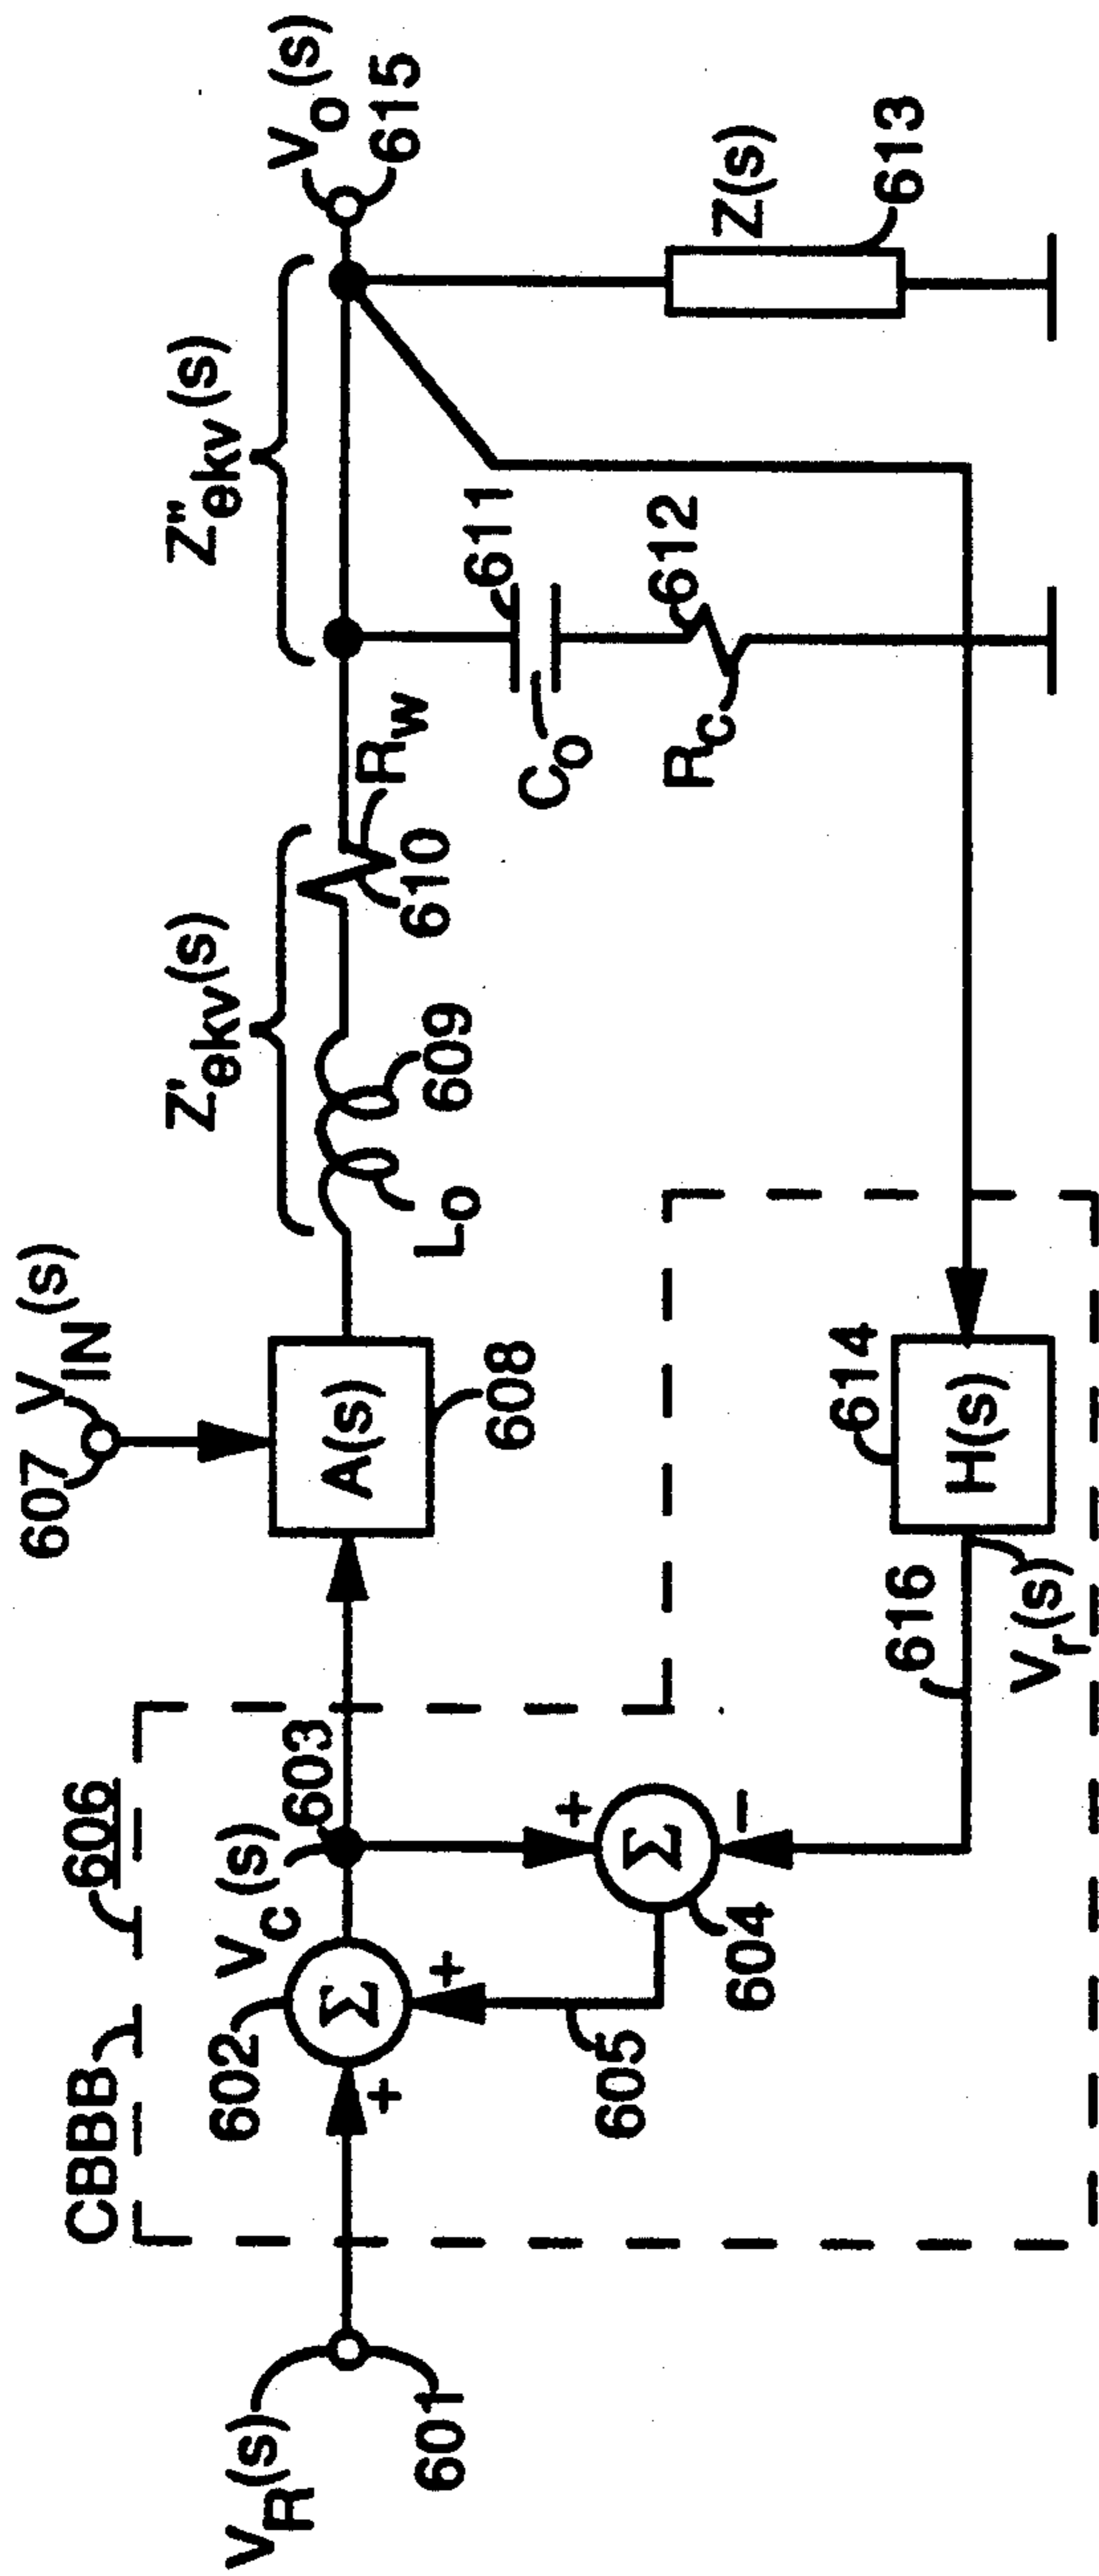 V_R(s)
601
CBBB
606
602
V_C(s)
603
Σ
+
+
605
Σ
+
−
604
607
V_IN(s)
A(s)
608
Z'_ekv(s)
L_O
609
R_W
610
Z"_ekv(s)
C_O
611
R_C
612
V_O(s)
615
Z(s)
613
614
H(s)
616
V_r(s)